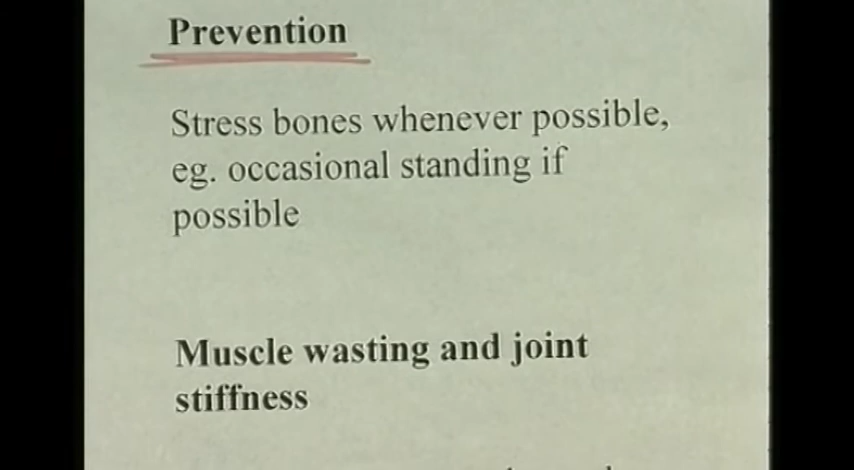 Prevention
Stress bones whenever possible,
eg. occasional standing if
possible
Muscle wasting and joint
stiffness